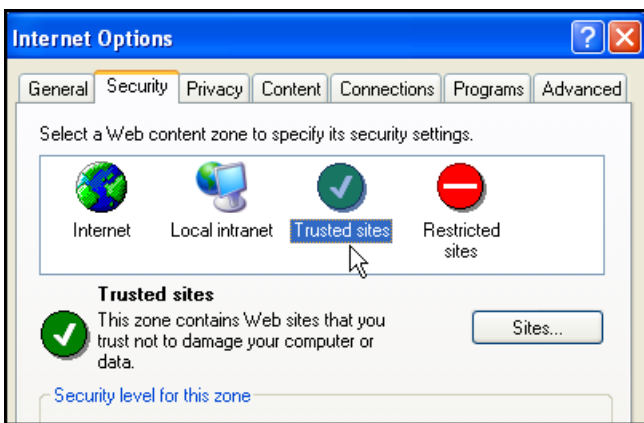 Internet Options
General Security Privacy Content Connections Programs Advanced
Select a Web content zone to specify its security settings.
Internet Local intranet Trusted sites Restricted
sites
Trusted sites
This zone contains Web sites that you
trust not to damage your computer or
data.
Sites...
Security level for this zone